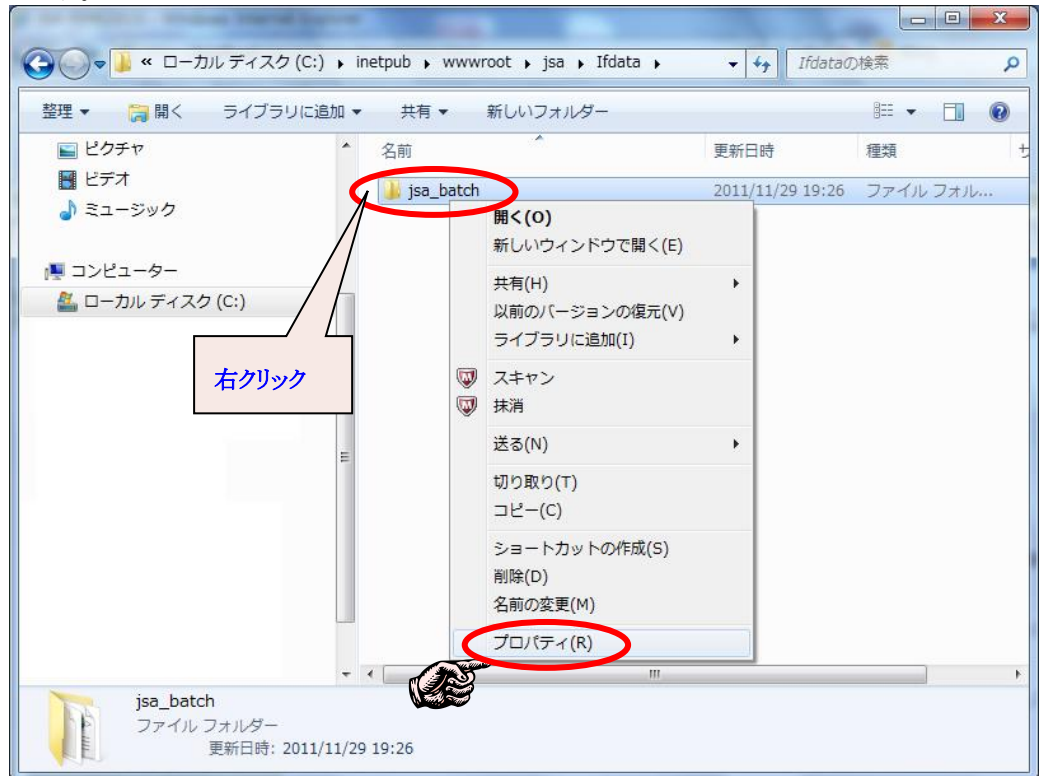 « ローカル ディスク (C:) ▸ inetpub ▸ wwwroot ▸ jsa ▸ Ifdata ▸
Ifdataの検索
整理 ▼ 開く ライブラリに追加 ▼ 共有 ▼ 新しいフォルダー
ピクチャ
ビデオ
ミュージック
コンピューター
ローカル ディスク (C:)
名前 更新日時 種類 サ
jsa_batch 2011/11/29 19:26 ファイル フォル...
右クリック
開く(O)
新しいウィンドウで開く(E)
共有(H)
以前のバージョンの復元(V)
ライブラリに追加(I)
スキャン
抹消
送る(N)
切り取り(T)
コピー(C)
ショートカットの作成(S)
削除(D)
名前の変更(M)
プロパティ(R)
jsa_batch
ファイル フォルダー
更新日時: 2011/11/29 19:26